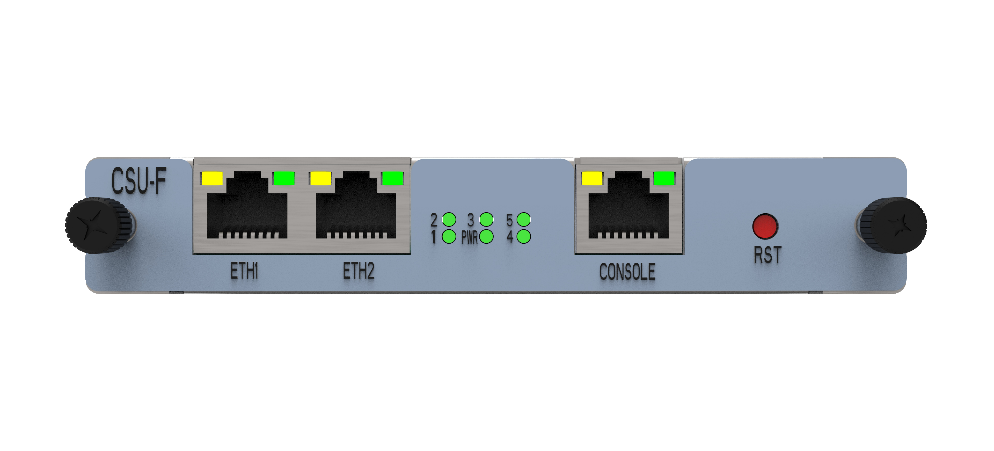 CSU-F
2 3 5
1 PWR 4
ETH1 ETH2 CONSOLE
RST